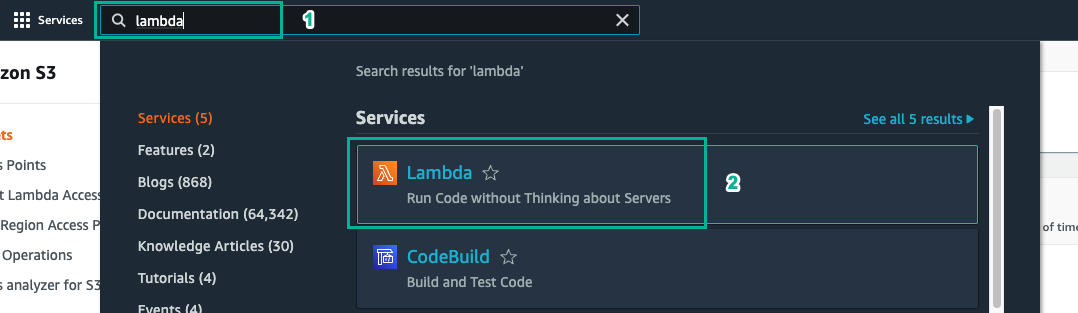 Services
lambda
1
zon S3
Search results for 'lambda'
Services (5)
Services
See all 5 results
Features (2)
Blogs (868)
Documentation (64,342)
Knowledge Articles (30)
Tutorials (4)
Events (4)
Lambda
Run Code without Thinking about Servers
2
CodeBuild
Build and Test Code
ets
s Points
t Lambda Access
Region Access P
Operations
s analyzer for S3
of time